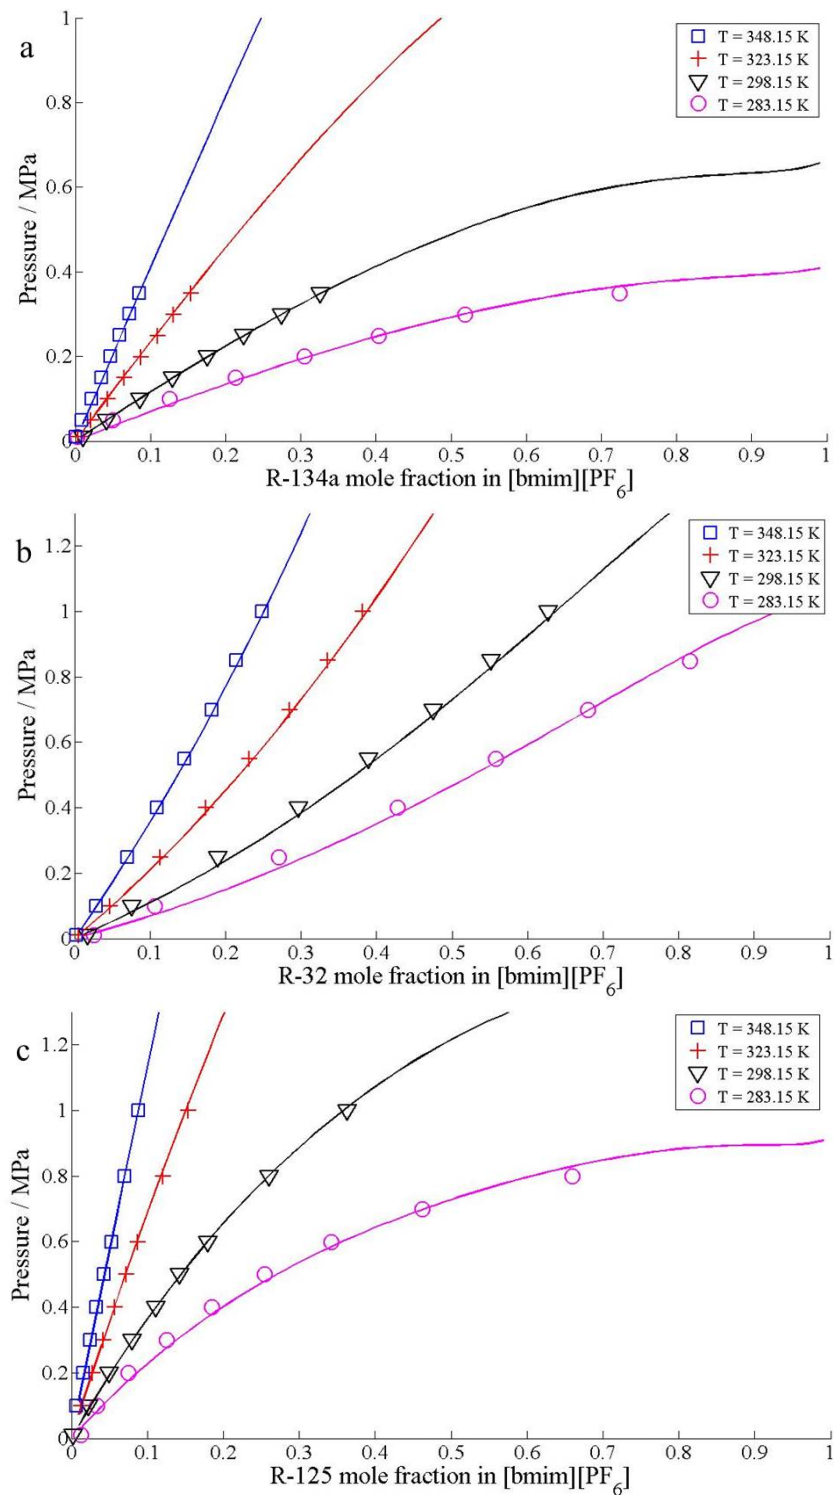 a
T = 348.15 K
T = 323.15 K
T = 298.15 K
T = 283.15 K
Pressure / MPa
1
0.8
0.6
0.4
0.2
0
0 0.1 0.2 0.3 0.4 0.5 0.6 0.7 0.8 0.9 1
R-134a mole fraction in [bmim][PF6]
b
T = 348.15 K
T = 323.15 K
T = 298.15 K
T = 283.15 K
Pressure / MPa
1.2
1
0.8
0.6
0.4
0.2
0
0 0.1 0.2 0.3 0.4 0.5 0.6 0.7 0.8 0.9 1
R-32 mole fraction in [bmim][PF6]
c
T = 348.15 K
T = 323.15 K
T = 298.15 K
T = 283.15 K
Pressure / MPa
1.2
1
0.8
0.6
0.4
0.2
0
0 0.1 0.2 0.3 0.4 0.5 0.6 0.7 0.8 0.9 1
R-125 mole fraction in [bmim][PF6]